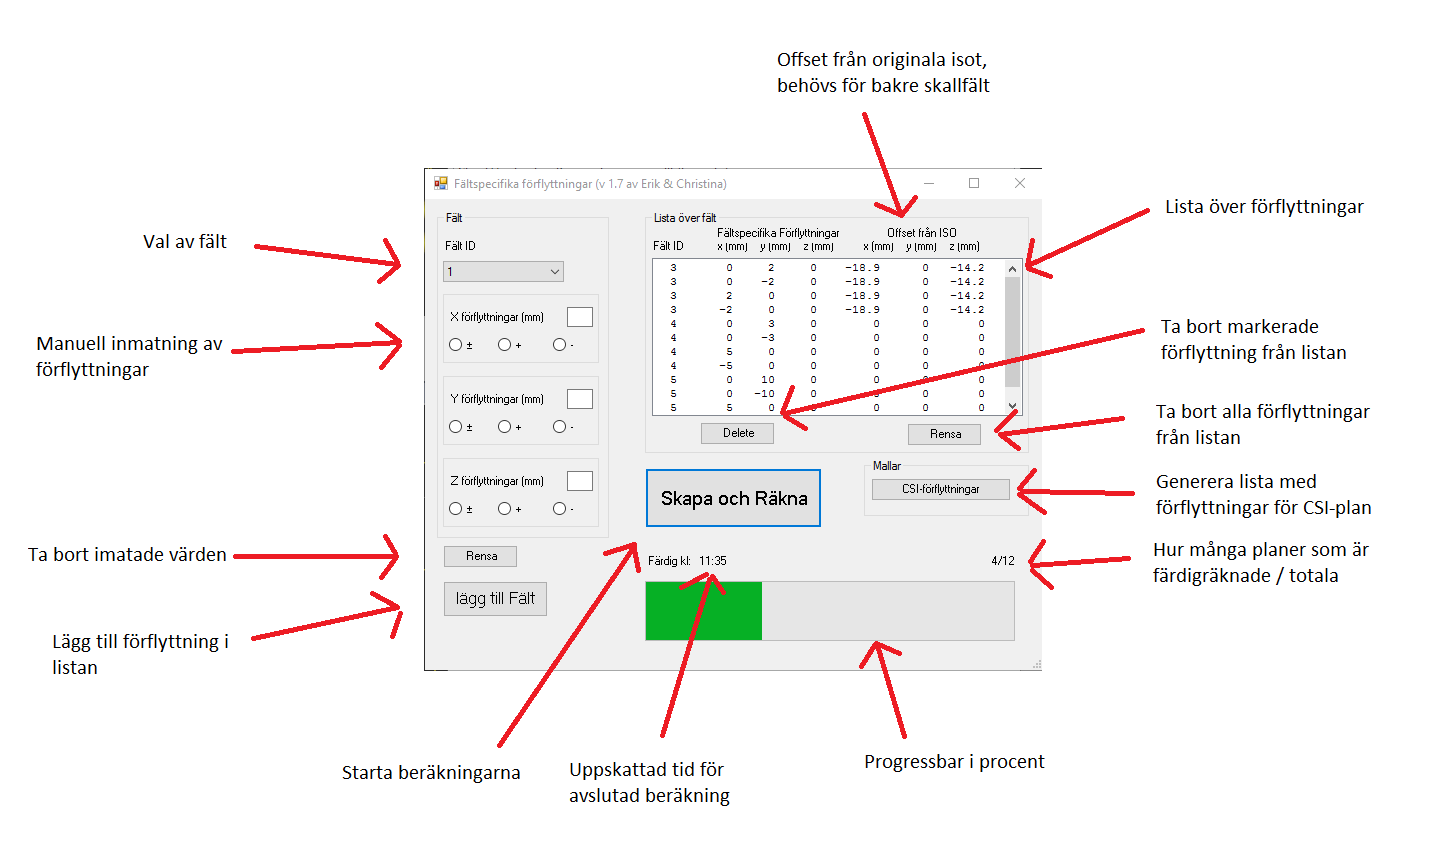 Offset från originala isot,
behövs för bakre skallfält
Fältspecifika förflyttningar (v 1.7 av Erik & Christina)
Val av fält
Manuell inmatning av
förflyttningar
Ta bort imatade värden
Lägg till förflyttning i
listan
Fält
Fält ID
1
X förflyttningar (mm)
± + -
Y förflyttningar (mm)
± + -
Z förflyttningar (mm)
± + -
Rensa
lägg till Fält
Lista över fält
Fältspecifika Förflyttningar Offset från ISO
Fält ID x (mm) y (mm) z (mm) x (mm) y (mm) z (mm)
3 0 2 0 -18.9 0 -14.2
3 0 -2 0 -18.9 0 -14.2
3 2 0 0 -18.9 0 -14.2
3 -2 0 0 -18.9 0 -14.2
4 0 3 0 0 0 0
4 0 -3 0 0 0 0
4 5 0 0 0 0 0
4 -5 0 0 0 0 0
5 0 10 0 0 0 0
5 0 -10 0 0 0 0
5 5 0 0 0 0 0
Delete
Rensa
Skapa och Räkna
Mallar
CSI-förflyttningar
Färdig kl: 11:35
4/12
Lista över förflyttningar
Ta bort markerade
förflyttning från listan
Ta bort alla förflyttningar
från listan
Generera lista med
förflyttningar för CSI-plan
Hur många planer som är
färdigräknade / totala
Starta beräkningarna
Uppskattad tid för
avslutad beräkning
Progressbar i procent